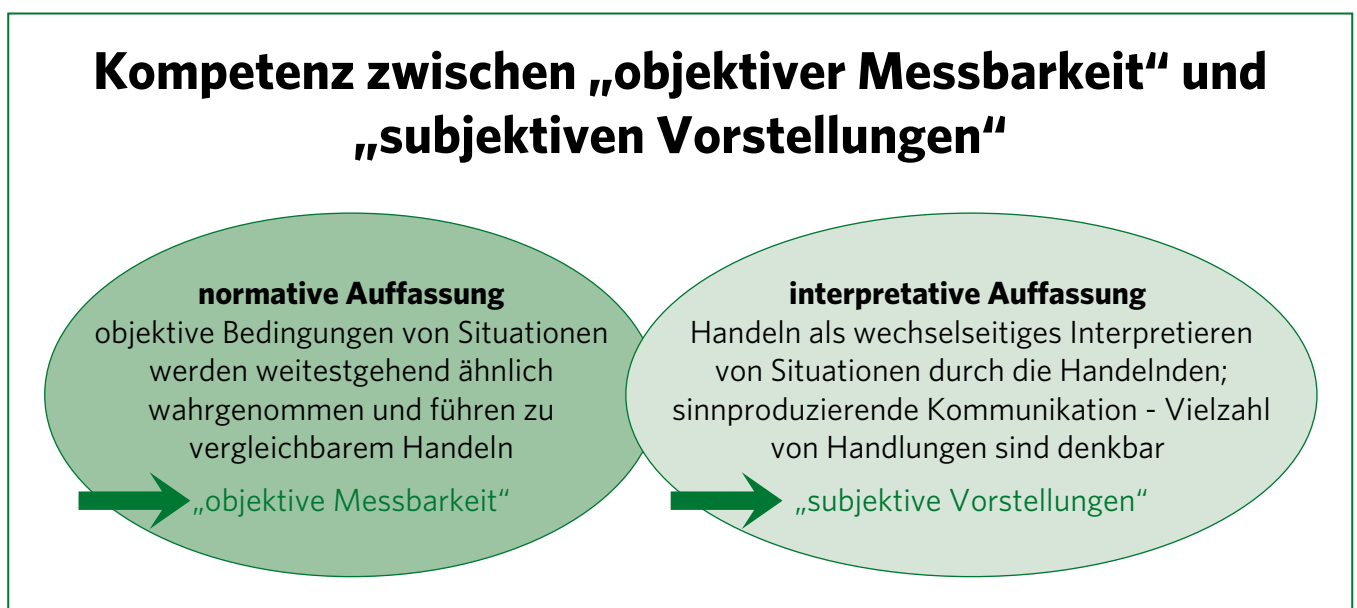 Kompetenz zwischen „objektiver Messbarkeit“ und
„subjektiven Vorstellungen“
normative Auffassung
objektive Bedingungen von Situationen
werden weitestgehend ähnlich
wahrgenommen und führen zu
vergleichbarem Handeln
„objektive Messbarkeit“
interpretative Auffassung
Handeln als wechselseitiges Interpretieren
von Situationen durch die Handelnden;
sinnproduzierende Kommunikation - Vielzahl
von Handlungen sind denkbar
„subjektive Vorstellungen“